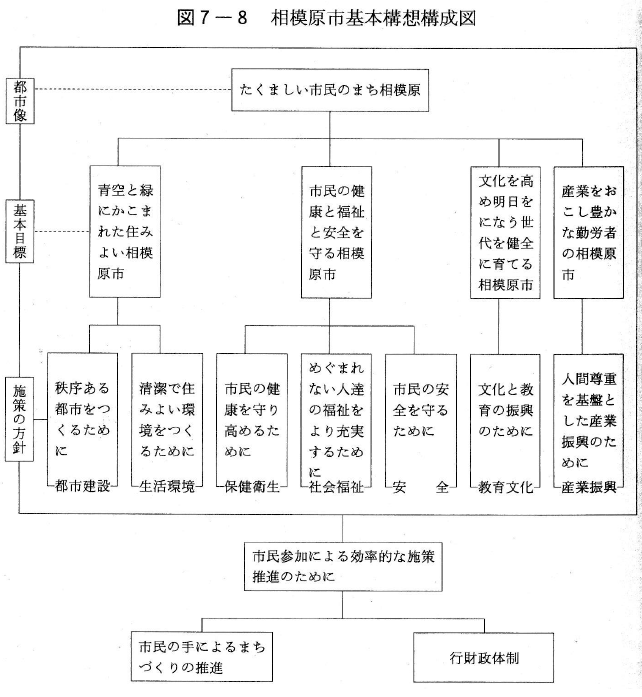 図7－8　相模原市基本構想構成図
都市像
たくましい市民のまち相模原
基本目標
青空と緑
にかこま
れた住み
よい相模
原市
市民の健
康と福祉
と安全を
守る相模
原市
文化を高
め明日を
になう世
代を健全
に育てる
相模原市
産業をお
こし豊か
な勤労者
の相模原
市
施策の方針
秩序ある
都市をつ
くるため
に
都市建設
清潔で住
みよい環
境をつく
るために
生活環境
市民の健
康を守り
高めるた
めに
保健衛生
めぐまれ
ない人達
の福祉を
より充実
するため
に
社会福祉
市民の安
全を守る
ために
安　全
文化と教
育の振興
のために
教育文化
人間尊重
を基盤と
した産業
振興のた
めに
産業振興
市民参加による効率的な施策
推進のために
市民の手によるまち
づくりの推進
行財政体制